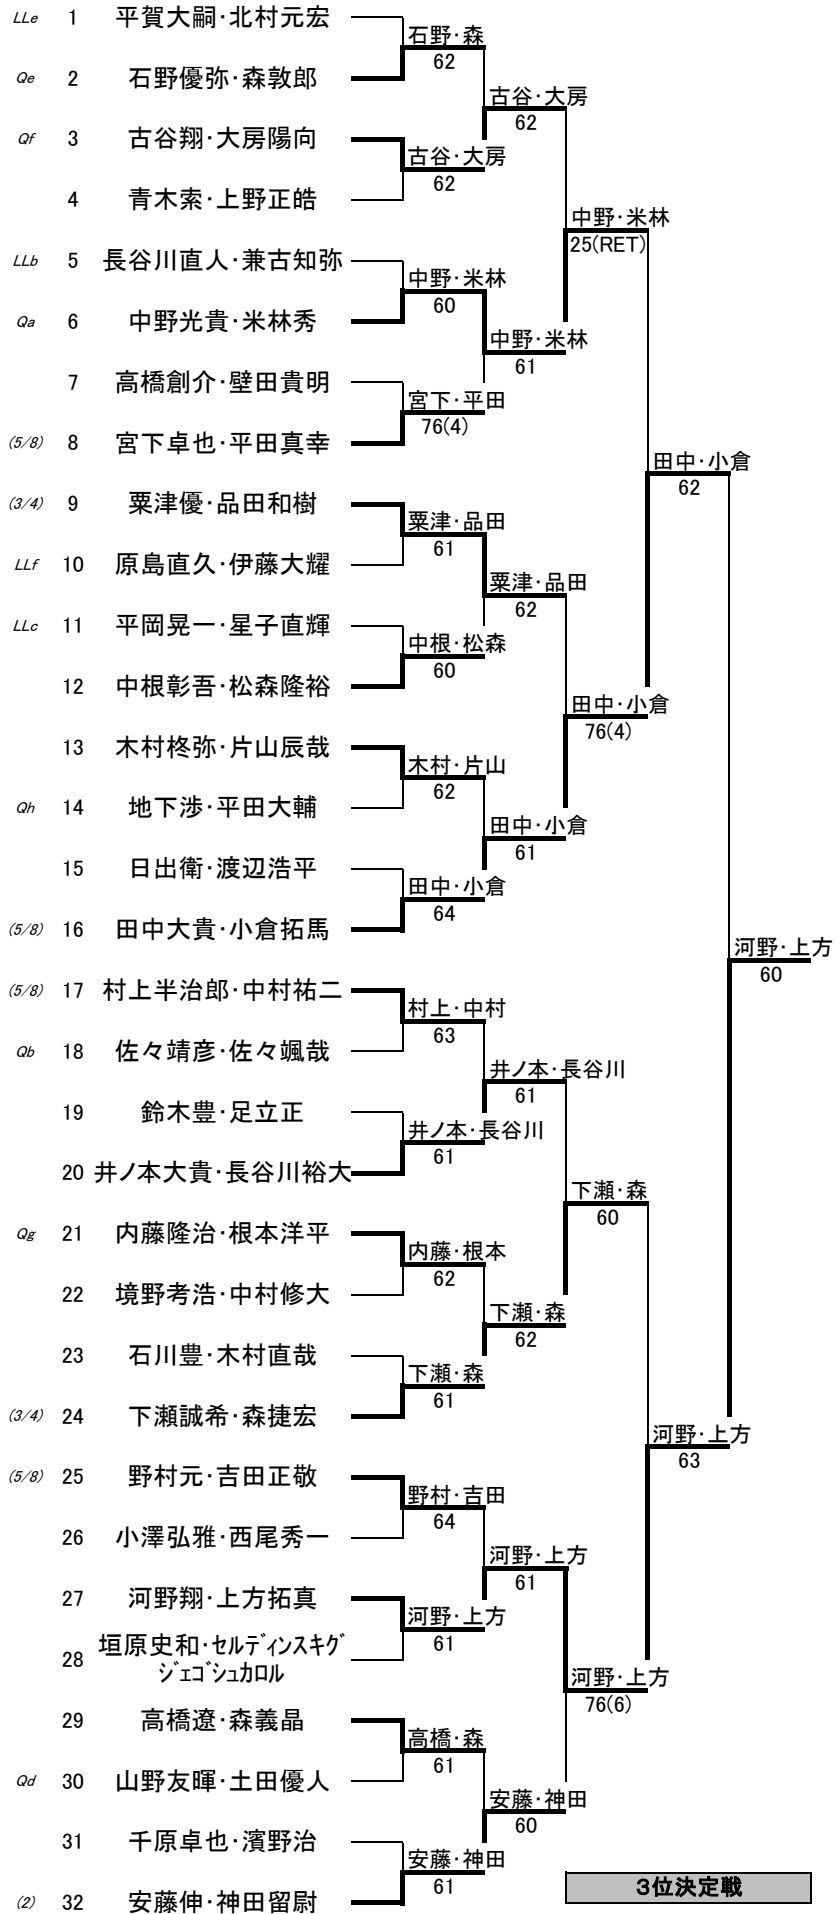 LLe 1 平賀大嗣・北村元宏
石野・森
62
Qe 2 石野優弥・森敦郎
古谷・大房
62
Qf 3 古谷翔・大房陽向
古谷・大房
62
4 青木索・上野正皓
中野・米林
25(RET)
LLb 5 長谷川直人・兼古知弥
中野・米林
60
Qa 6 中野光貴・米林秀
中野・米林
61
7 高橋創介・壁田貴明
宮下・平田
76(4)
(5/8) 8 宮下卓也・平田真幸
田中・小倉
62
(3/4) 9 粟津優・品田和樹
粟津・品田
61
LLf 10 原島直久・伊藤大耀
粟津・品田
62
LLc 11 平岡晃一・星子直輝
中根・松森
60
12 中根彰吾・松森隆裕
田中・小倉
76(4)
13 木村柊弥・片山辰哉
木村・片山
62
Qh 14 地下渉・平田大輔
田中・小倉
61
15 日出衛・渡辺浩平
田中・小倉
64
(5/8) 16 田中大貴・小倉拓馬
河野・上方
60
(5/8) 17 村上半治郎・中村祐二
村上・中村
63
Qb 18 佐々靖彦・佐々颯哉
井ノ本・長谷川
61
19 鈴木豊・足立正
井ノ本・長谷川
61
20 井ノ本大貴・長谷川裕大
下瀬・森
60
Qg 21 内藤隆治・根本洋平
内藤・根本
62
22 境野考浩・中村修大
下瀬・森
62
23 石川豊・木村直哉
下瀬・森
61
(3/4) 24 下瀬誠希・森捷宏
河野・上方
63
(5/8) 25 野村元・吉田正敬
野村・吉田
64
26 小澤弘雅・西尾秀一
河野・上方
61
27 河野翔・上方拓真
河野・上方
61
28 垣原史和・ｾﾙﾃﾞｨﾝｽｷｸﾞ
ｼﾞｪｺﾞｼｭｶﾛﾙ
河野・上方
76(6)
29 高橋遼・森義晶
高橋・森
61
Qd 30 山野友暉・土田優人
安藤・神田
60
31 千原卓也・濱野治
安藤・神田
61
(2) 32 安藤伸・神田留尉
3位決定戦